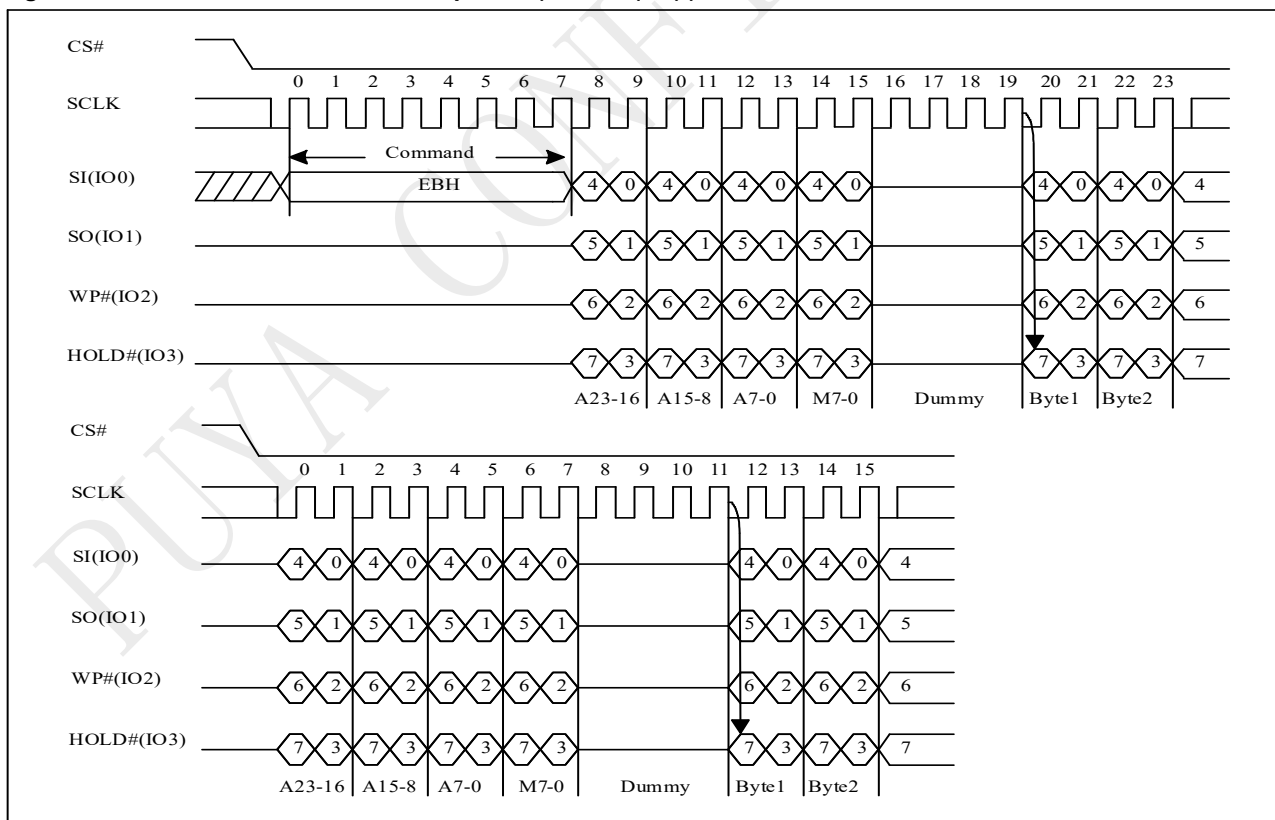 CS#
0 1 2 3 4 5 6 7 8 9 10 11 12 13 14 15 16 17 18 19 20 21 22 23
SCLK
Command
SI(IO0) EBH 4 0 4 0 4 0 4 0 4 0 4 0 4
SO(IO1) 5 1 5 1 5 1 5 1 5 1 5 1 5
WP#(IO2) 6 2 6 2 6 2 6 2 6 2 6 2 6
HOLD#(IO3) 7 3 7 3 7 3 7 3 7 3 7 3 7
A23-16 A15-8 A7-0 M7-0 Dummy Byte1 Byte2
CS#
0 1 2 3 4 5 6 7 8 9 10 11 12 13 14 15
SCLK
SI(IO0) 4 0 4 0 4 0 4 0 4 0 4 0 4
SO(IO1) 5 1 5 1 5 1 5 1 5 1 5 1 5
WP#(IO2) 6 2 6 2 6 2 6 2 6 2 6 2 6
HOLD#(IO3) 7 3 7 3 7 3 7 3 7 3 7 3 7
A23-16 A15-8 A7-0 M7-0 Dummy Byte1 Byte2
PUYA CONF